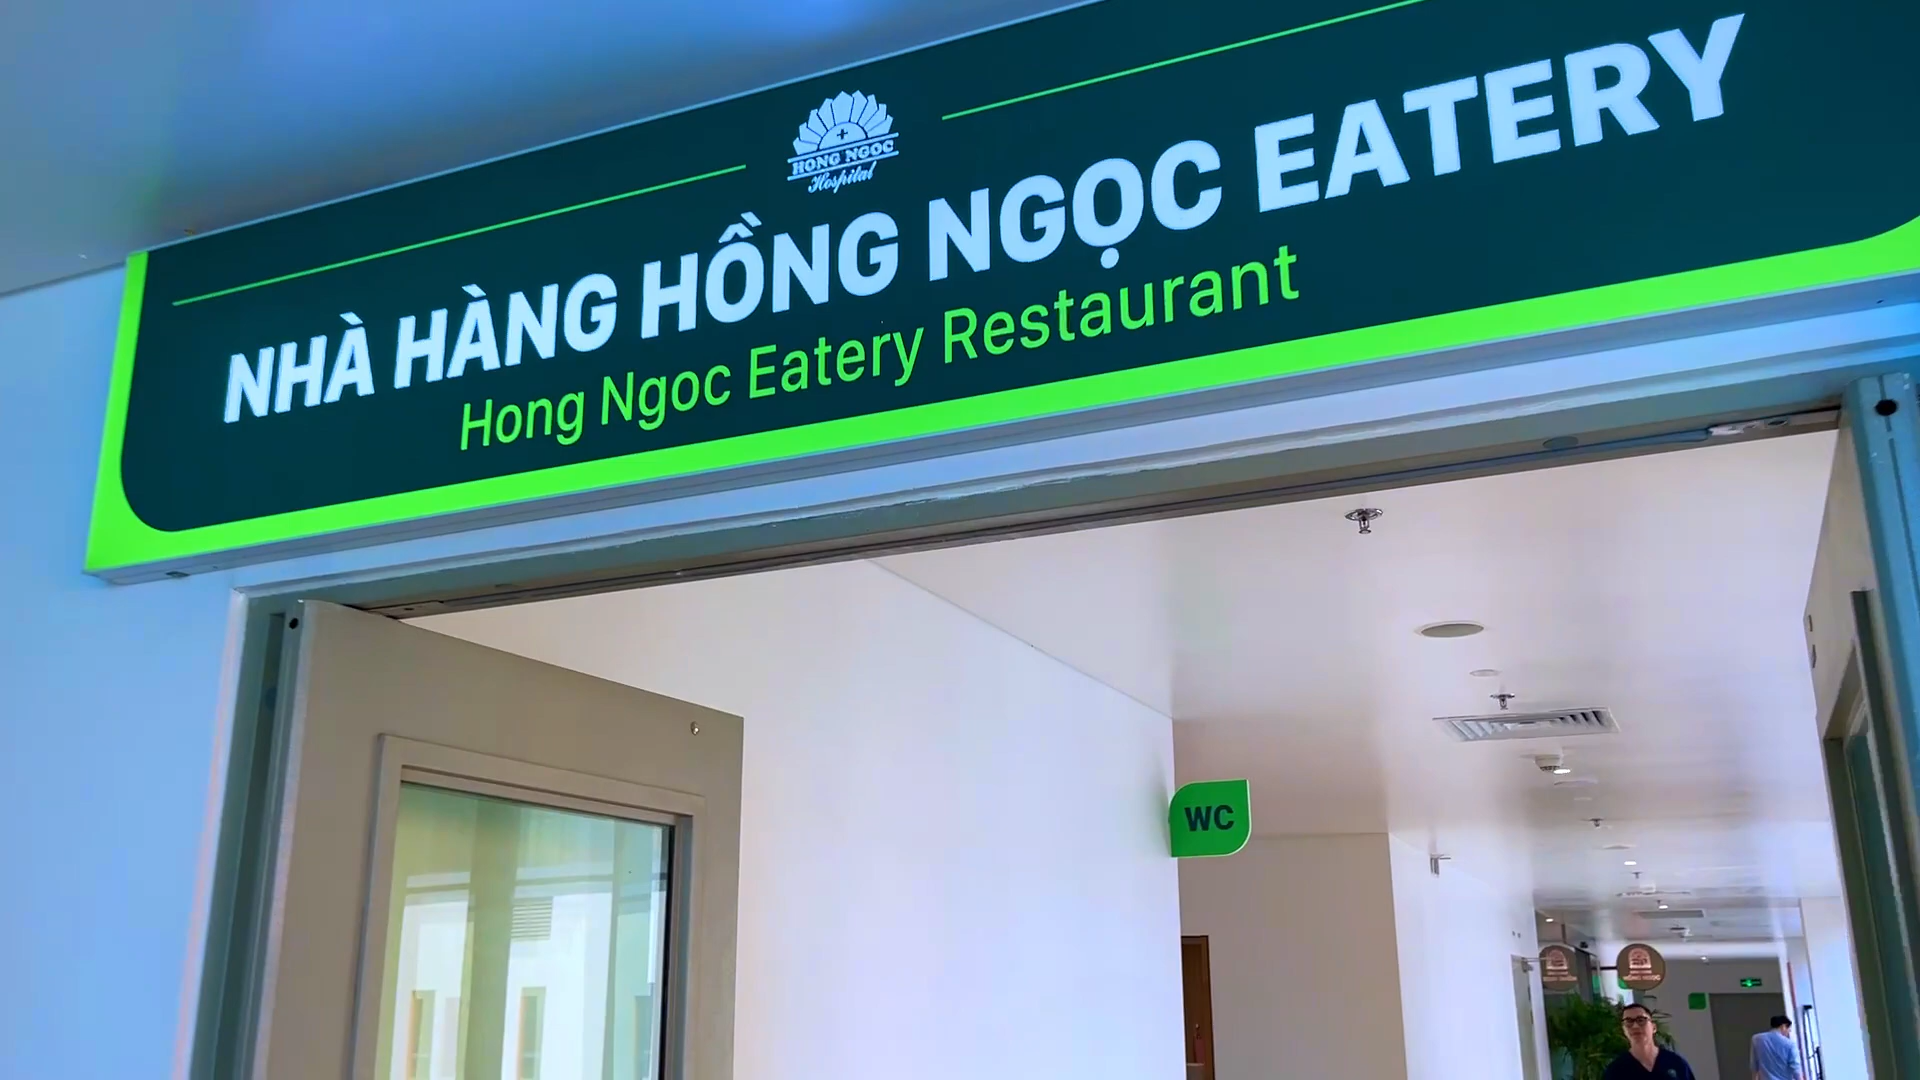 HONG NGOC
Hospital
NHÀ HÀNG HỒNG NGỌC EATERY
Hong Ngoc Eatery Restaurant
WC